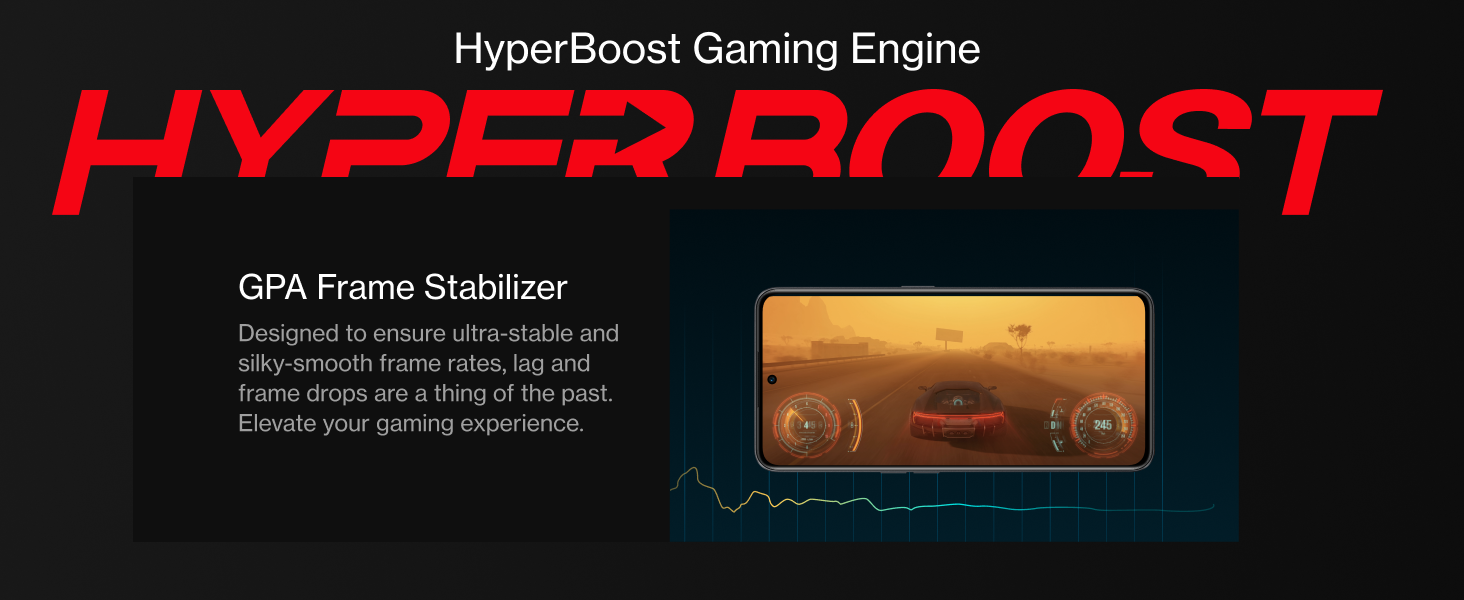 HyperBoost Gaming Engine
HYPERBOOST
GPA Frame Stabilizer
Designed to ensure ultra-stable and
silky-smooth frame rates, lag and
frame drops are a thing of the past.
Elevate your gaming experience.
245